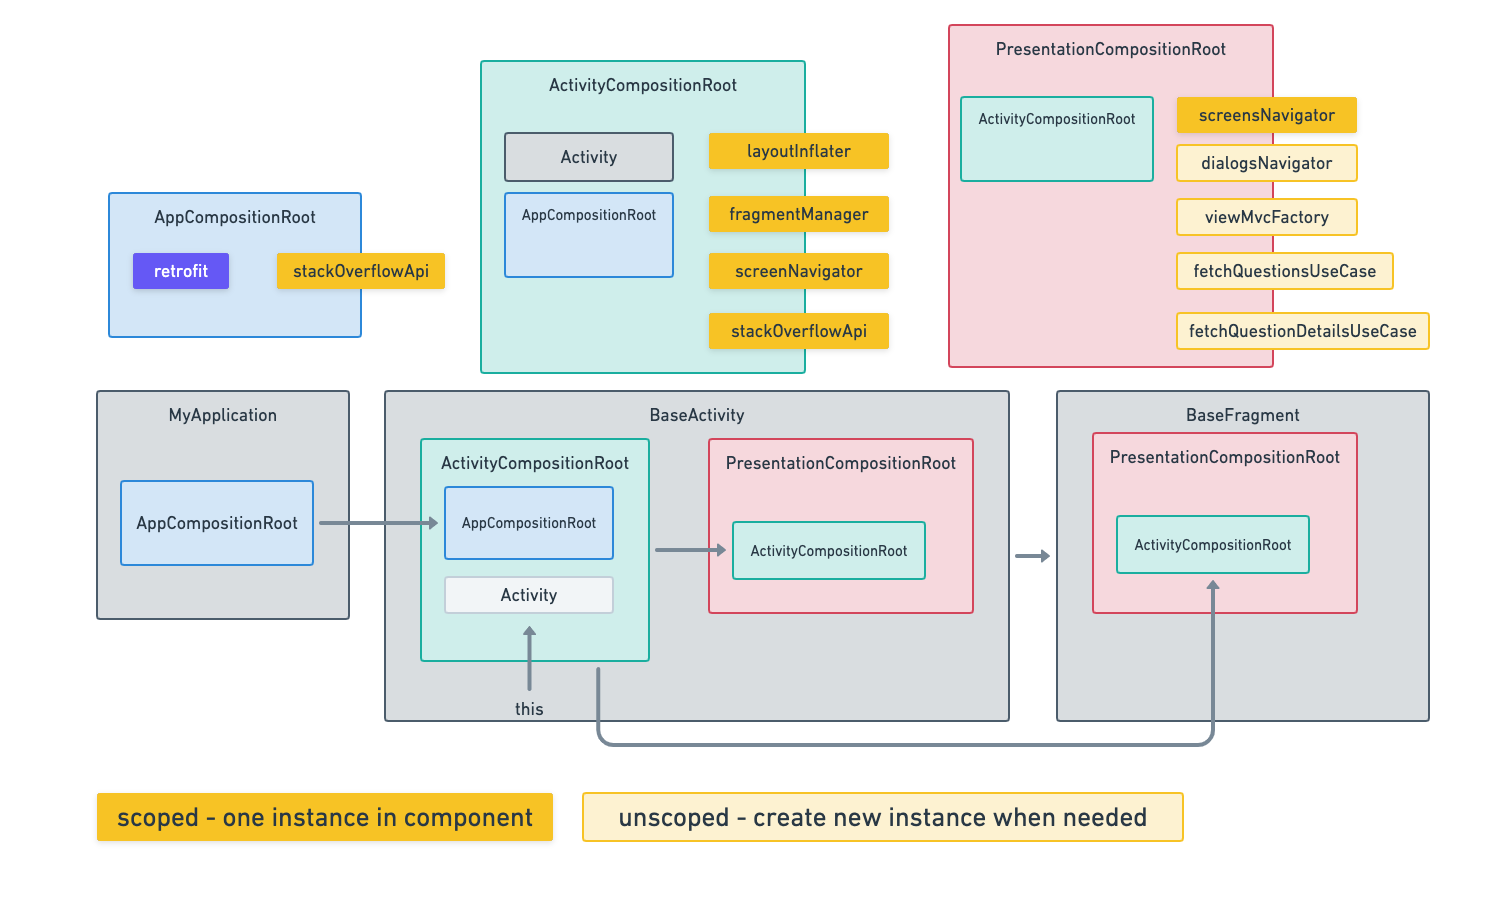 PresentationCompositionRoot
ActivityCompositionRoot
screensNavigator
dialogsNavigator
viewMvcFactory
fetchQuestionsUseCase
fetchQuestionDetailsUseCase
ActivityCompositionRoot
Activity
AppCompositionRoot
layoutInflater
fragmentManager
screenNavigator
stackOverflowApi
AppCompositionRoot
retrofit
stackOverflowApi
MyApplication
AppCompositionRoot
BaseActivity
ActivityCompositionRoot
AppCompositionRoot
Activity
this
PresentationCompositionRoot
ActivityCompositionRoot
BaseFragment
PresentationCompositionRoot
ActivityCompositionRoot
scoped - one instance in component
unscoped - create new instance when needed